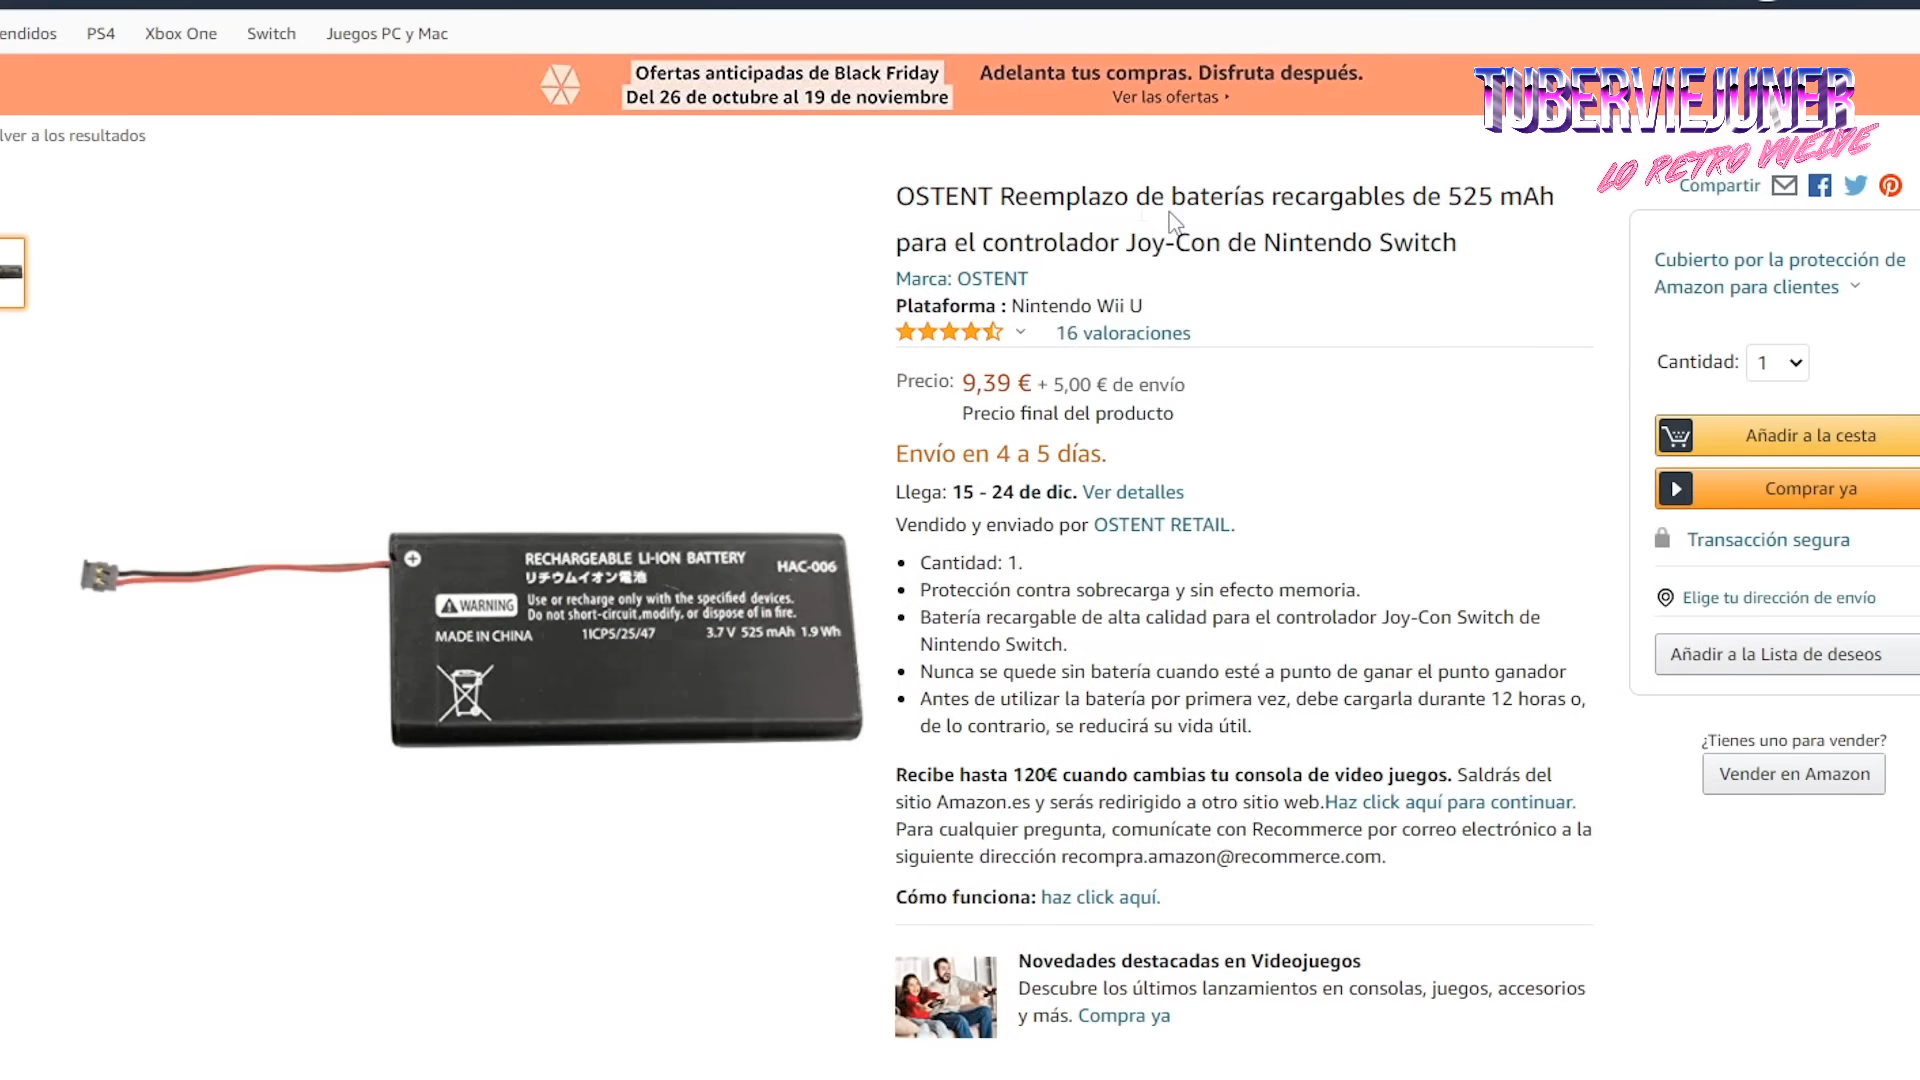 endidos PS4 Xbox One Switch Juegos PC y Mac
Ofertas anticipadas de Black Friday
Del 26 de octubre al 19 de noviembre
Adelanta tus compras. Disfruta después.
Ver las ofertas ▸
TUBERVIEJUNER
LO RETRO VUELVE
lver a los resultados
Compartir
OSTENT Reemplazo de baterías recargables de 525 mAh
para el controlador Joy-Con de Nintendo Switch
Marca: OSTENT
Plataforma : Nintendo Wii U
16 valoraciones
Precio: 9,39 € + 5,00 € de envío
Precio final del producto
Envío en 4 a 5 días.
Llega: 15 - 24 de dic. Ver detalles
Vendido y enviado por OSTENT RETAIL.
• Cantidad: 1.
• Protección contra sobrecarga y sin efecto memoria.
• Batería recargable de alta calidad para el controlador Joy-Con Switch de
Nintendo Switch.
• Nunca se quede sin batería cuando esté a punto de ganar el punto ganador
• Antes de utilizar la batería por primera vez, debe cargarla durante 12 horas o,
de lo contrario, se reducirá su vida útil.
Recibe hasta 120€ cuando cambias tu consola de video juegos. Saldrás del
sitio Amazon.es y serás redirigido a otro sitio web.Haz click aquí para continuar.
Para cualquier pregunta, comunícate con Recommerce por correo electrónico a la
siguiente dirección recompra.amazon@recommerce.com.
Cómo funciona: haz click aquí.
Novedades destacadas en Videojuegos
Descubre los últimos lanzamientos en consolas, juegos, accesorios
y más. Compra ya
RECHARGEABLE LI-ION BATTERY
リチウムイオン電池
HAC-006
WARNING
Use or recharge only with the specified devices.
Do not short-circuit,modify, or dispose of in fire.
MADE IN CHINA 1ICP5/25/47 3.7 V 525 mAh 1.9 Wh
Cubierto por la protección de
Amazon para clientes
Cantidad: 1
Añadir a la cesta
Comprar ya
Transacción segura
Elige tu dirección de envío
Añadir a la Lista de deseos
¿Tienes uno para vender?
Vender en Amazon